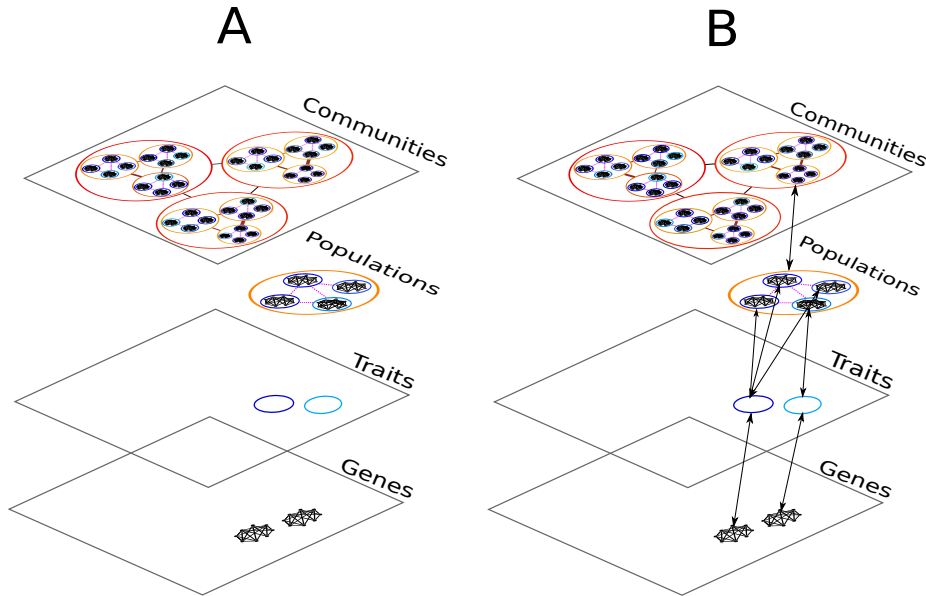 A
B
Communities
Communities
Populations
Populations
Traits
Traits
Genes
Genes